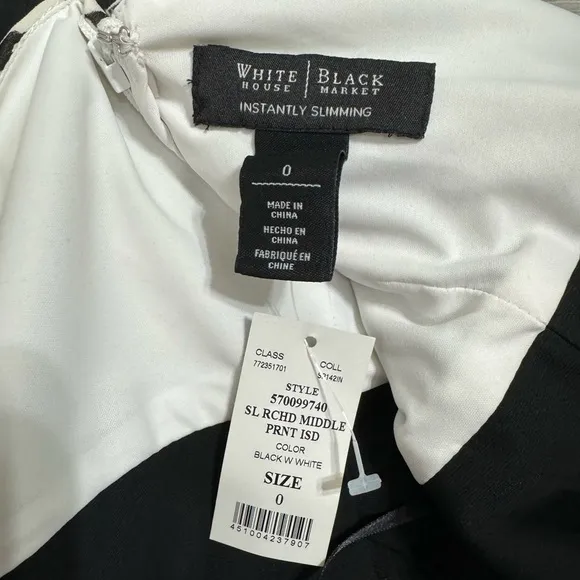 WHITE HOUSE | BLACK MARKET
INSTANTLY SLIMMING
0
MADE IN
CHINA
HECHO EN
CHINA
FABRIQUÉ EN
CHINE
CLASS COLL
772351701
STYLE
570099740
SL RCHD MIDDLE
PRNT ISD
COLOR
BLACK W WHITE
SIZE
0
451004237907